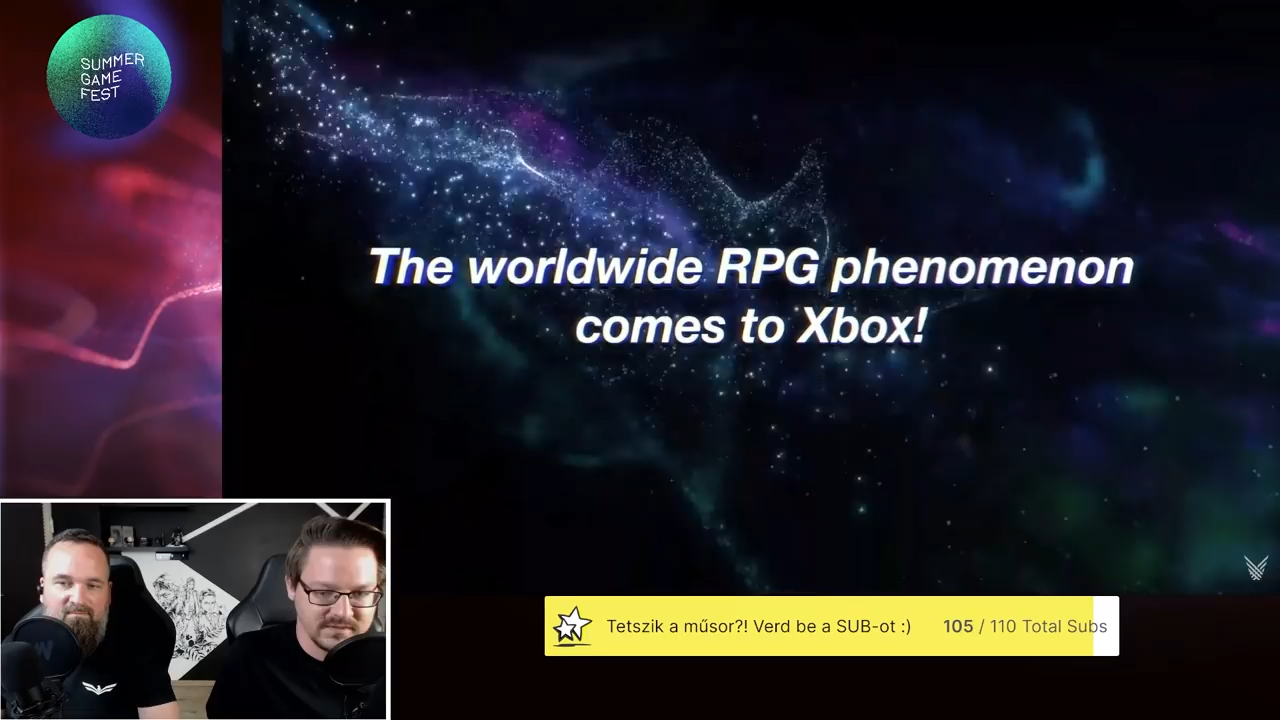 SUMMER
GAME
FEST
The worldwide RPG phenomenon
comes to Xbox!
Tetszik a műsor?! Verd be a SUB-ot :) 105 / 110 Total Subs